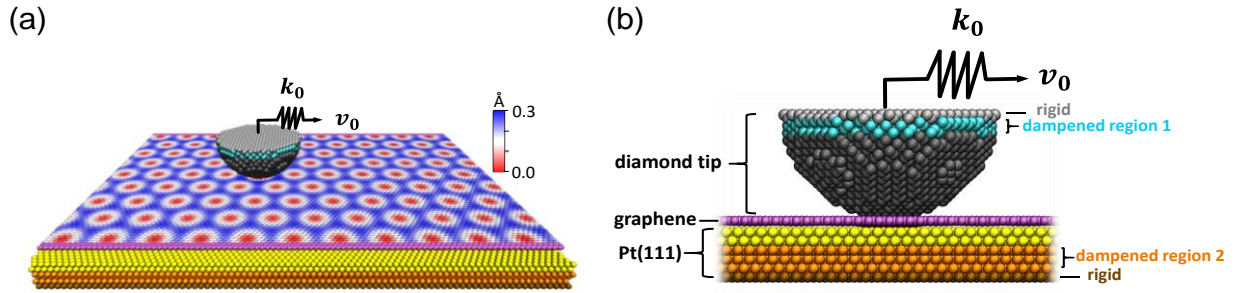 (a)
k₀
v₀
Å
0.3
0.0
(b)
k₀
v₀
rigid
dampened region 1
diamond tip
graphene
Pt(111)
dampened region 2
rigid